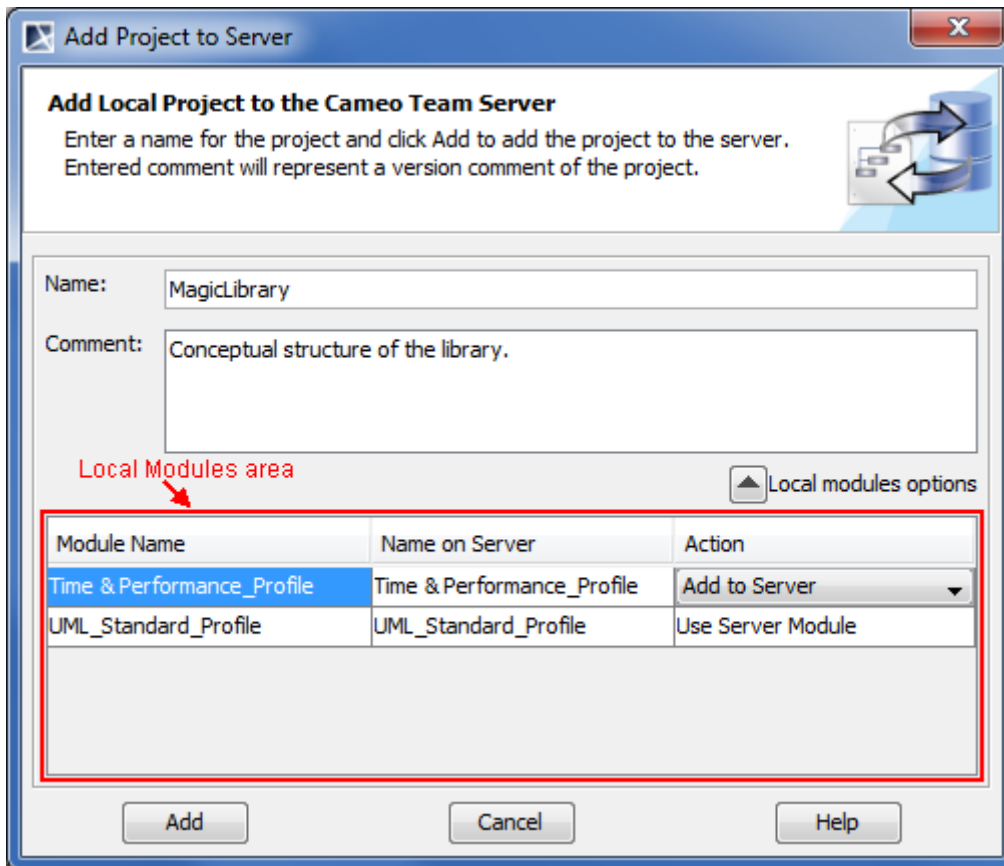 Add Project to Server
Add Local Project to the Cameo Team Server
Enter a name for the project and click Add to add the project to the server.
Entered comment will represent a version comment of the project.
Name:
MagicLibrary
Comment:
Conceptual structure of the library.
Local Modules area
Local modules options
Module Name Name on Server Action
Time & Performance_Profile Time & Performance_Profile Add to Server
UML_Standard_Profile UML_Standard_Profile Use Server Module
Add Cancel Help